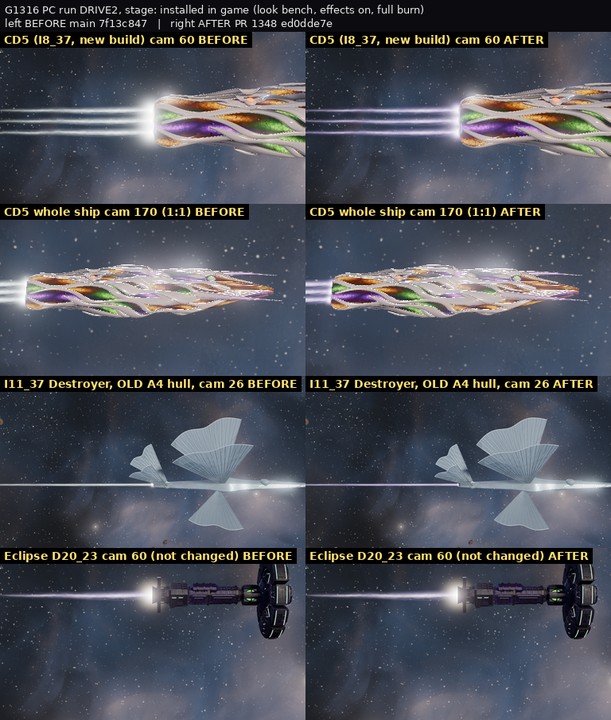 G1316 PC run DRIVE2, stage: installed in game (look bench, effects on, full burn)
left BEFORE main 7f13c847 | right AFTER PR 1348 ed0dde7e
CD5 (I8_37, new build) cam 60 BEFORE
CD5 (I8_37, new build) cam 60 AFTER
CD5 whole ship cam 170 (1:1) BEFORE
CD5 whole ship cam 170 (1:1) AFTER
I11_37 Destroyer, OLD A4 hull, cam 26 BEFORE
I11_37 Destroyer, OLD A4 hull, cam 26 AFTER
Eclipse D20_23 cam 60 (not changed) BEFORE
Eclipse D20_23 cam 60 (not changed) AFTER